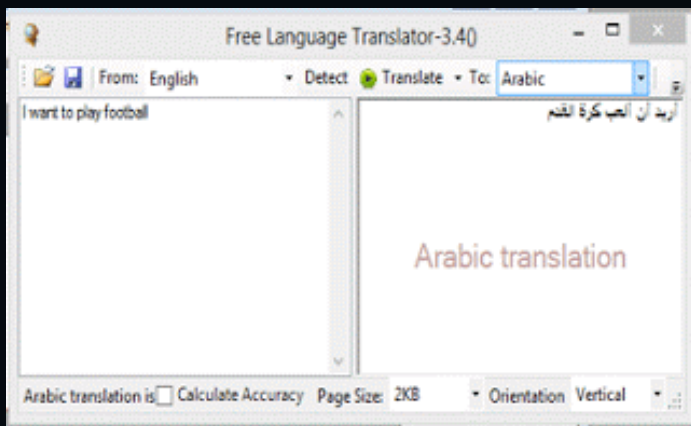 Free Language Translator-3.4()
From: English Detect Translate To: Arabic
I want to play football
أريد أن ألعب كرة القدم
Arabic translation
Arabic translation is Calculate Accuracy Page Size: 2KB Orientation Vertical